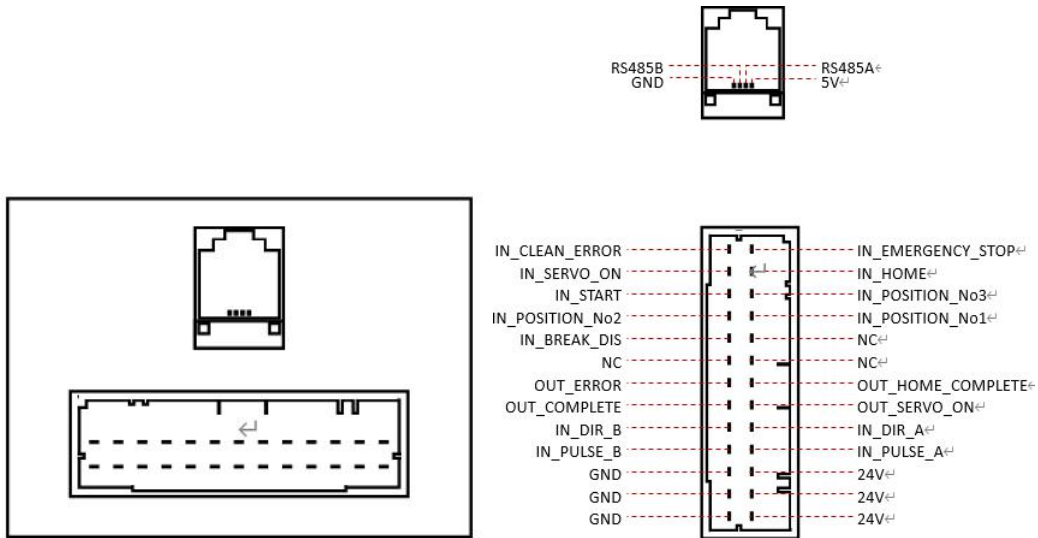 RS485B RS485A
GND 5V
IN_CLEAN_ERROR IN_EMERGENCY_STOP
IN_SERVO_ON IN_HOME
IN_START IN_POSITION_No3
IN_POSITION_No2 IN_POSITION_No1
IN_BREAK_DIS NC
NC NC
OUT_ERROR OUT_HOME_COMPLETE
OUT_COMPLETE OUT_SERVO_ON
IN_DIR_B IN_DIR_A
IN_PULSE_B IN_PULSE_A
GND 24V
GND 24V
GND 24V